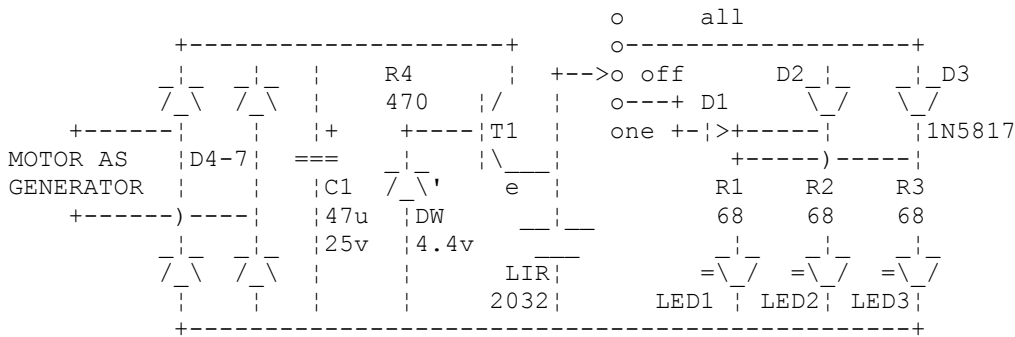 o all
o
R4 o off D2 D3
470 o D1
T1 one 1N5817
MOTOR AS D4-7
GENERATOR C1 e R1 R2 R3
47u DW 68 68 68
25v 4.4v
LIR
2032 LED1 LED2 LED3